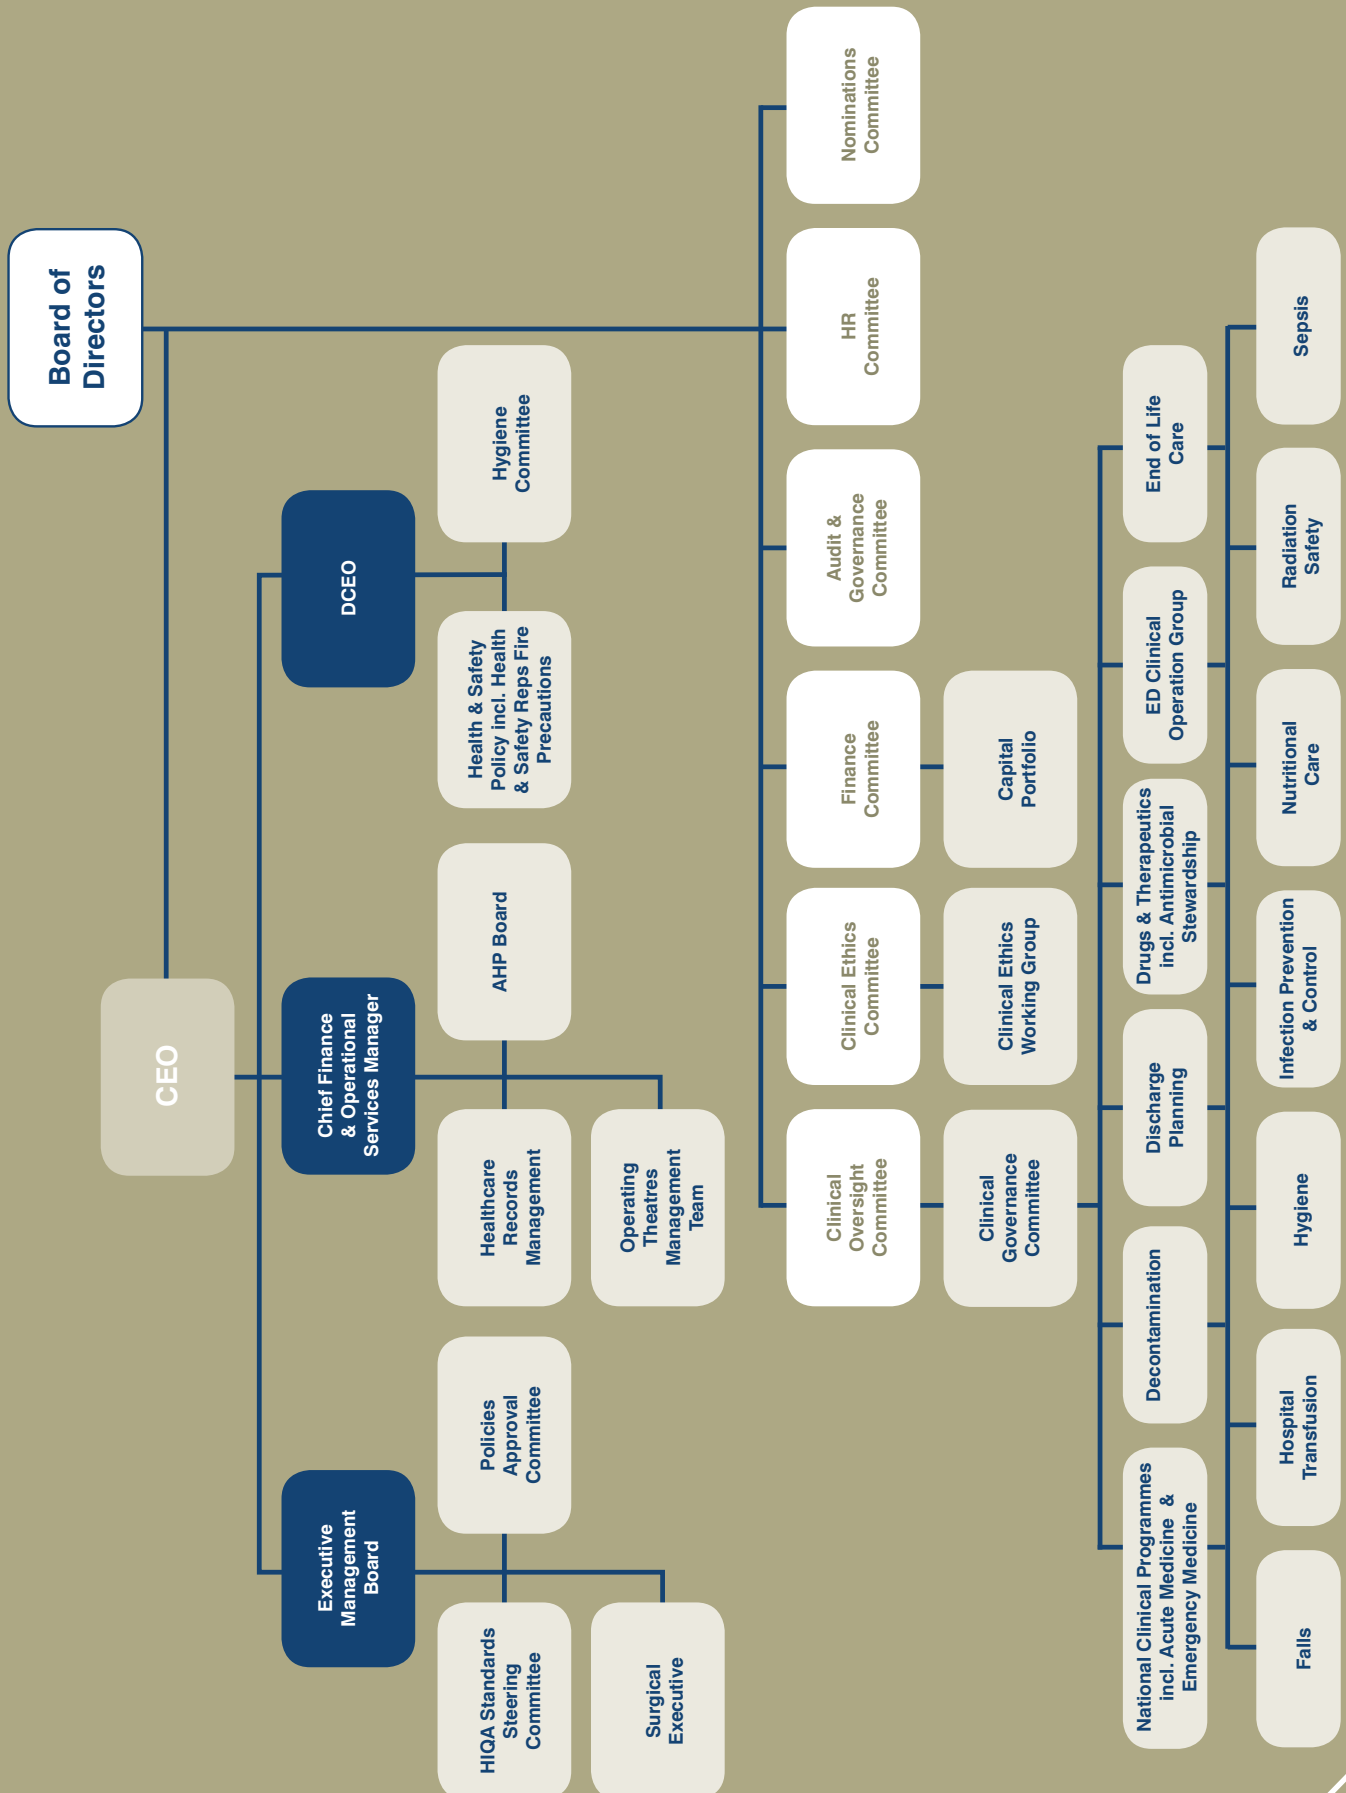 Board of
Directors
CEO
Executive
Management
Board
Chief Finance
& Operational
Services Manager
DCEO
HIQA Standards
Steering
Committee
Policies
Approval
Committee
Healthcare
Records
Management
AHP Board
Health & Safety
Policy incl. Health
& Safety Reps Fire
Precautions
Hygiene
Committee
Surgical
Executive
Operating
Theatres
Management
Team
Clinical
Oversight
Committee
Clinical Ethics
Committee
Finance
Committee
Audit &
Governance
Committee
HR
Committee
Nominations
Committee
Clinical
Governance
Committee
Clinical Ethics
Working Group
Capital
Portfolio
National Clinical Programmes
incl. Acute Medicine &
Emergency Medicine
Decontamination
Discharge
Planning
Drugs & Therapeutics
incl. Antimicrobial
Stewardship
ED Clinical
Operation Group
End of Life
Care
Falls
Hospital
Transfusion
Hygiene
Infection Prevention
& Control
Nutritional
Care
Radiation
Safety
Sepsis